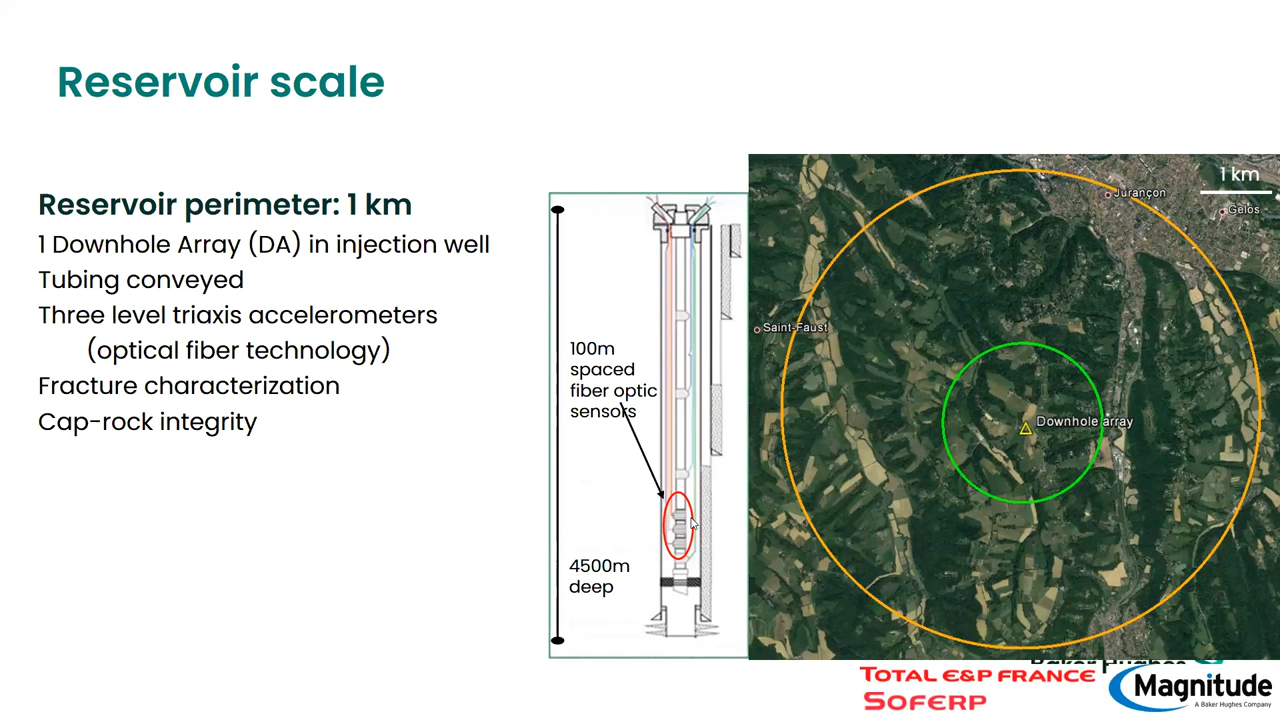 Reservoir scale
Reservoir perimeter: 1 km
1 Downhole Array (DA) in injection well
Tubing conveyed
Three level triaxis accelerometers
(optical fiber technology)
Fracture characterization
Cap-rock integrity
100m
spaced
fiber optic
sensors
4500m
deep
1 km
Jurançon
Gelos
Saint-Faust
Downhole array
Baker Hughes
TOTAL E&P FRANCE
SOFERP
Magnitude
A Baker Hughes Company